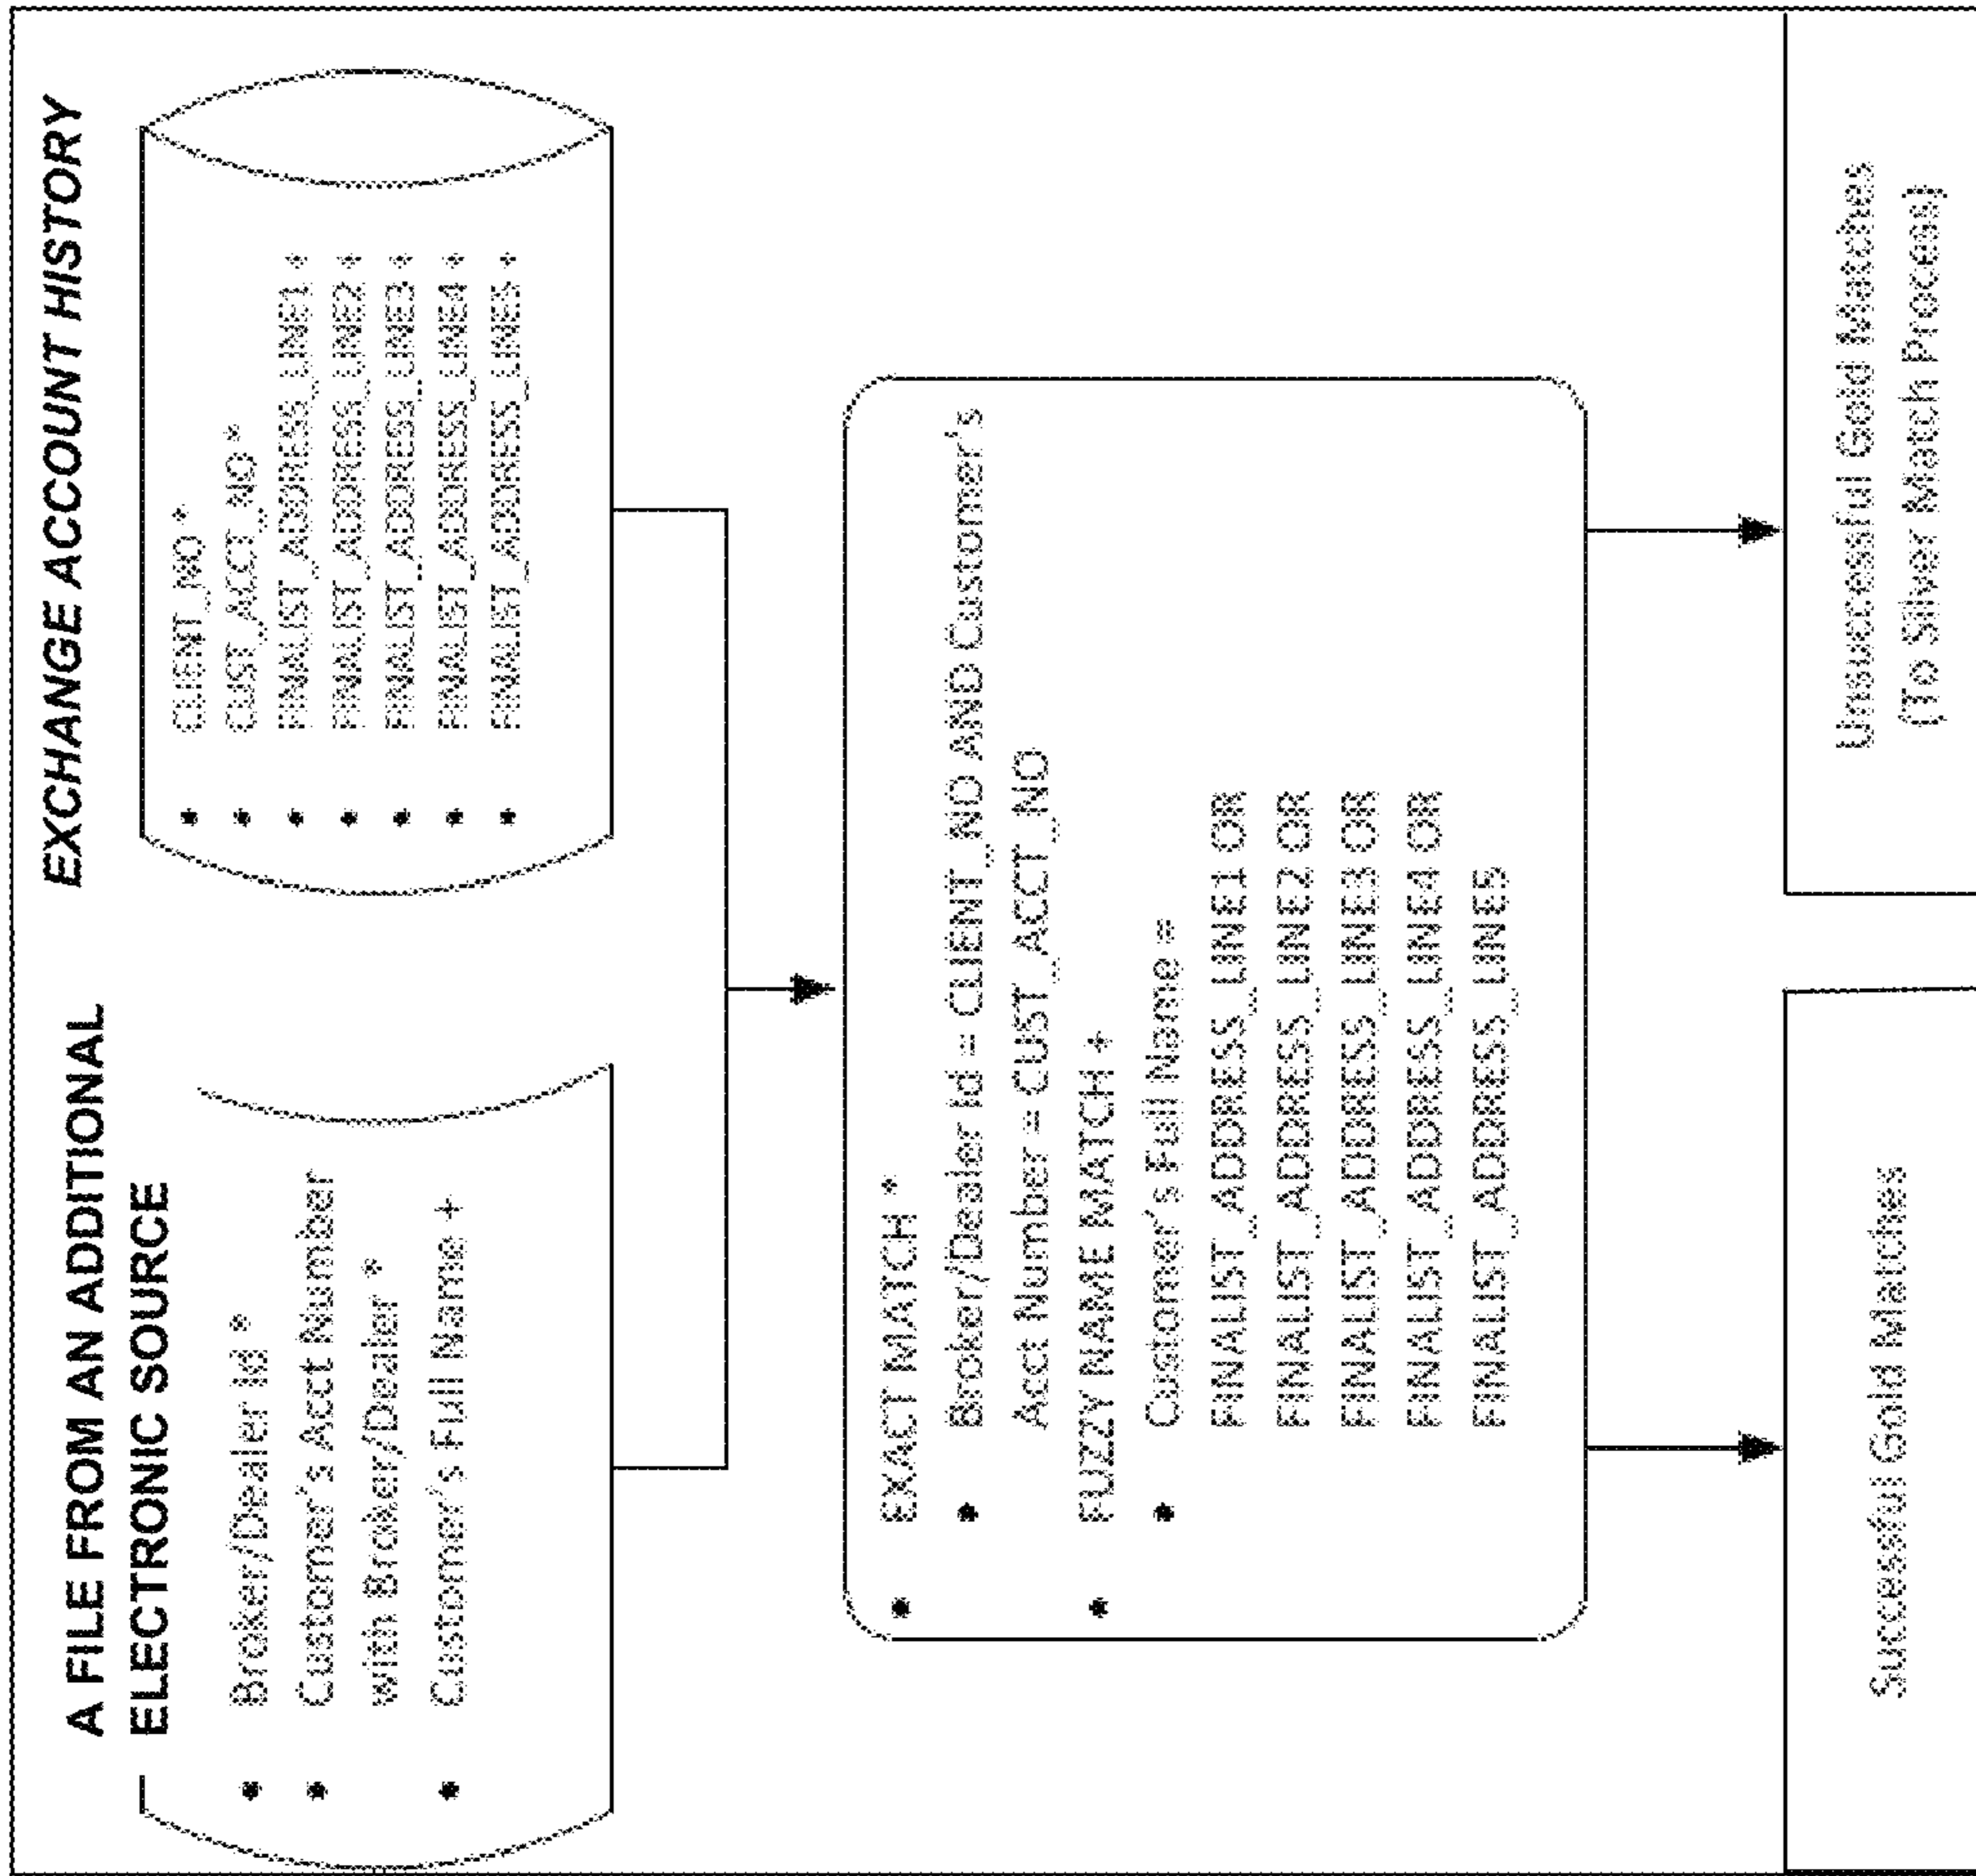 A FILE FROM AN ADDITIONAL
ELECTRONIC SOURCE
Broker/Dealer Id *
Customer's Acct Number
with Broker/Dealer *
Customer's Full Name +
EXCHANGE ACCOUNT HISTORY
CLIENT_NO *
CUST_ACCT_NO *
FINALIST_ADDRESS_LINE1 +
FINALIST_ADDRESS_LINE2 +
FINALIST_ADDRESS_LINE3 +
FINALIST_ADDRESS_LINE4 +
FINALIST_ADDRESS_LINE5 +
EXACT MATCH *
Broker/Dealer Id = CLIENT_NO AND Customer's
Acct Number = CUST_ACCT_NO
FUZZY NAME MATCH +
Customer's Full Name =
FINALIST_ADDRESS_LINE1 OR
FINALIST_ADDRESS_LINE2 OR
FINALIST_ADDRESS_LINE3 OR
FINALIST_ADDRESS_LINE4 OR
FINALIST_ADDRESS_LINE5
Successful Gold Matches
Unsuccessful Gold Matches
(To Silver Match Process)